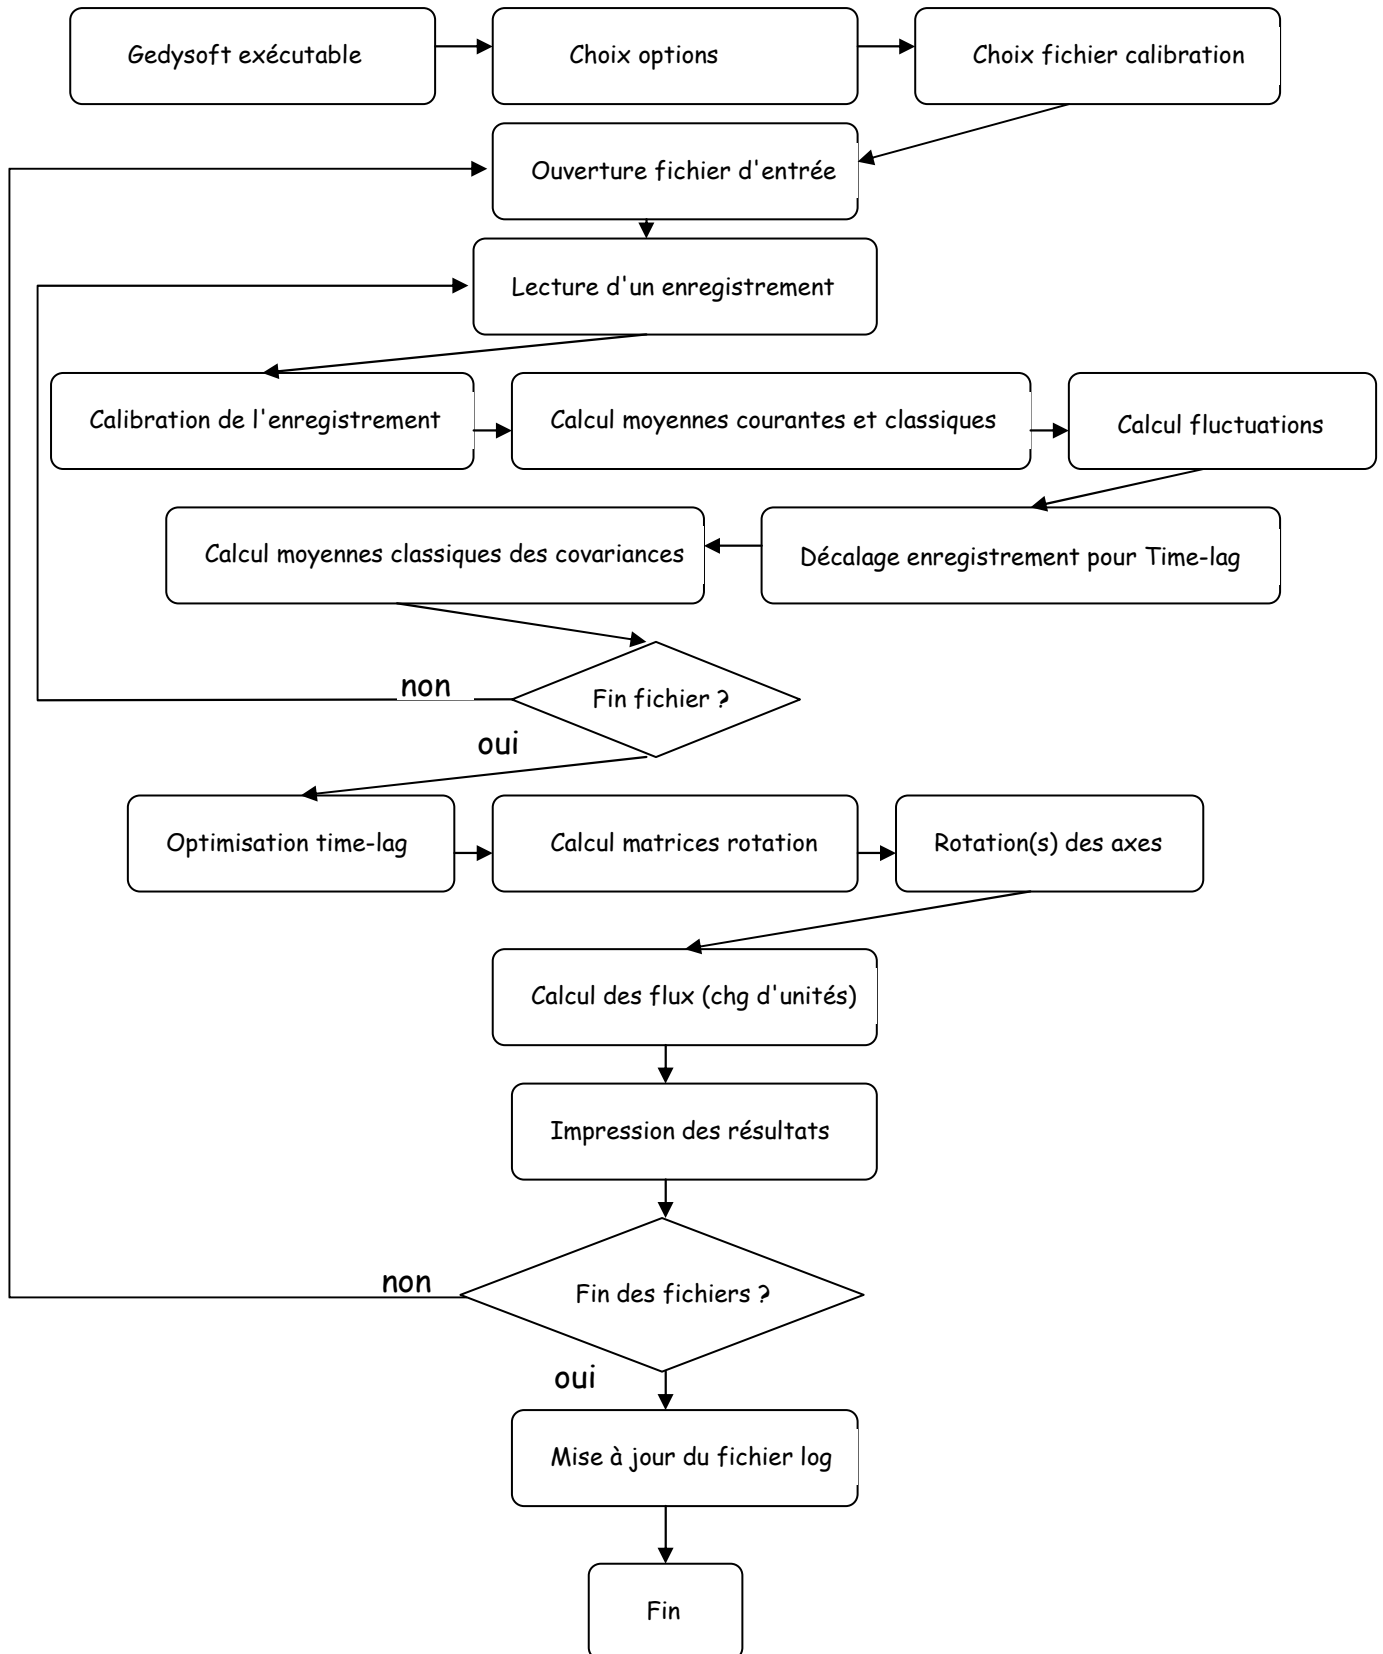 Gedysoft exécutable
Choix options
Choix fichier calibration
Ouverture fichier d'entrée
Lecture d'un enregistrement
Calibration de l'enregistrement
Calcul moyennes courantes et classiques
Calcul fluctuations
Calcul moyennes classiques des covariances
Décalage enregistrement pour Time-lag
non
Fin fichier ?
oui
Optimisation time-lag
Calcul matrices rotation
Rotation(s) des axes
Calcul des flux (chg d'unités)
Impression des résultats
non
Fin des fichiers ?
oui
Mise à jour du fichier log
Fin